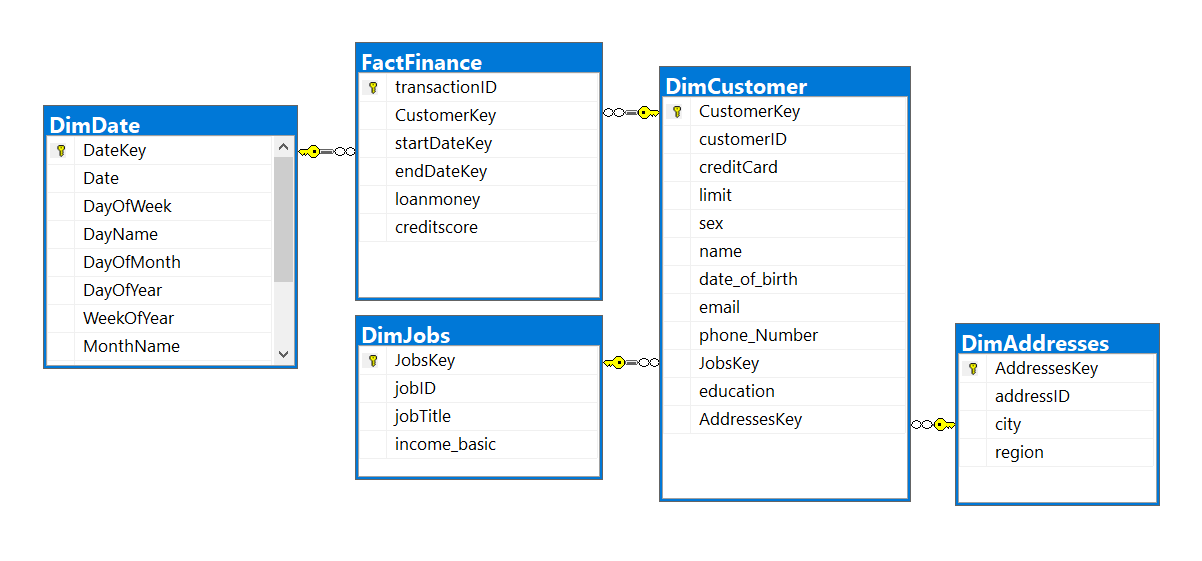 DimDate
DateKey
Date
DayOfWeek
DayName
DayOfMonth
DayOfYear
WeekOfYear
MonthName
FactFinance
transactionID
CustomerKey
startDateKey
endDateKey
loanmoney
creditscore
DimJobs
JobsKey
jobID
jobTitle
income_basic
DimCustomer
CustomerKey
customerID
creditCard
limit
sex
name
date_of_birth
email
phone_Number
JobsKey
education
AddressesKey
DimAddresses
AddressesKey
addressID
city
region